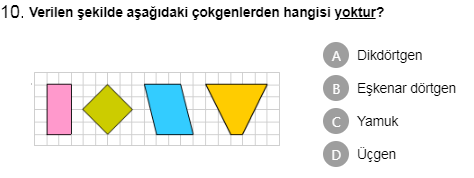 10. Verilen şekilde aşağıdaki çokgenlerden hangisi yoktur?
A Dikdörtgen
B Eşkenar dörtgen
C Yamuk
D Üçgen